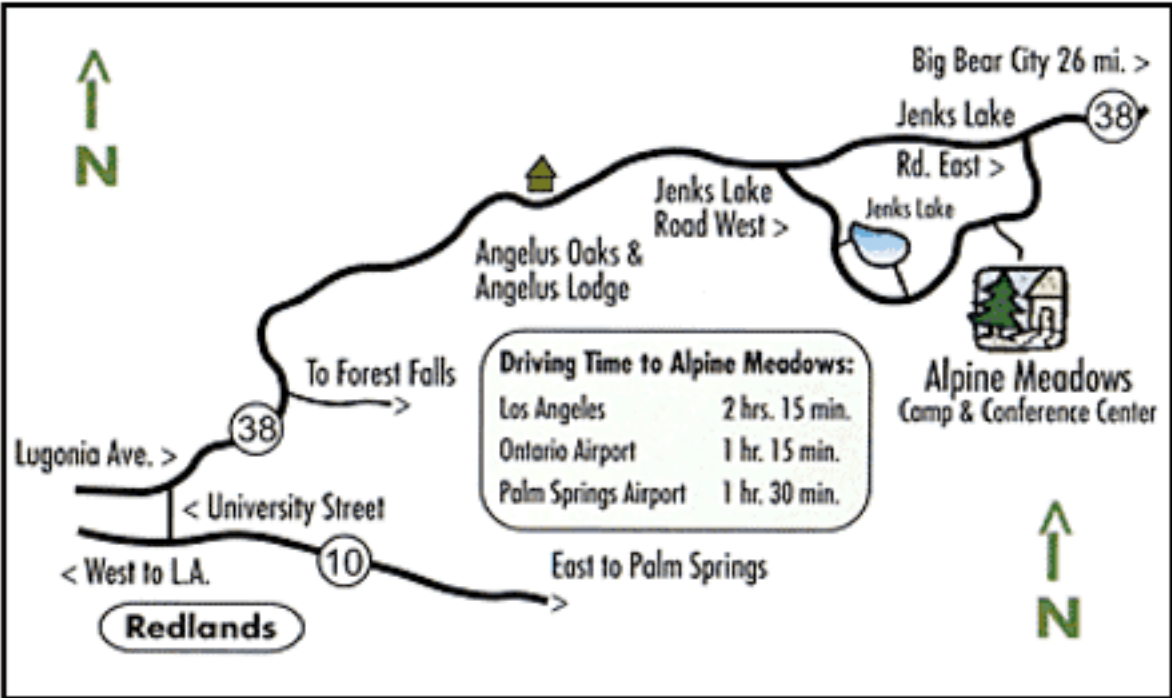 Big Bear City 26 mi. >
N
Jenks Lake
38
Rd. East >
Jenks Lake
Road West >
Jenks Lake
Angelus Oaks &
Angelus Lodge
To Forest Falls
>
Driving Time to Alpine Meadows:
Los Angeles 2 hrs. 15 min.
Ontario Airport 1 hr. 15 min.
Palm Springs Airport 1 hr. 30 min.
Alpine Meadows
Camp & Conference Center
38
Lugonia Ave. >
< University Street
10
< West to L.A.
East to Palm Springs
>
Redlands
N